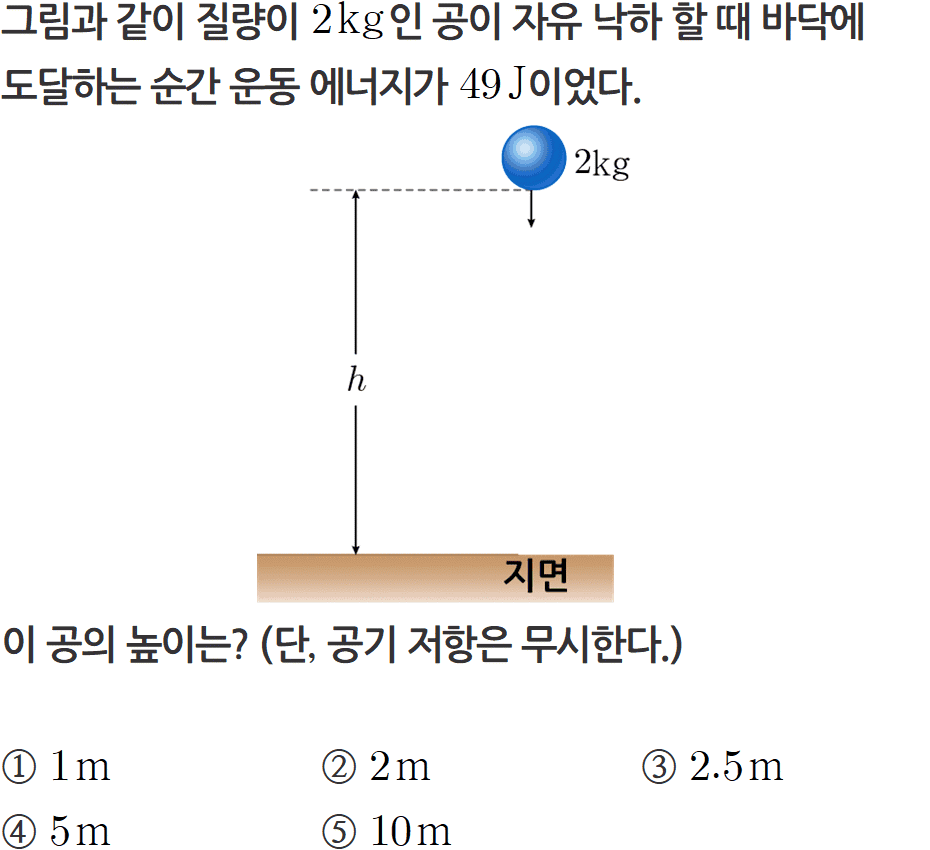 그림과 같이 질량이 2kg인 공이 자유 낙하 할 때 바닥에
도달하는 순간 운동 에너지가 49J이었다.
2kg
h
지면
이 공의 높이는? (단, 공기 저항은 무시한다.)
① 1m ② 2m ③ 2.5m
④ 5m ⑤ 10m